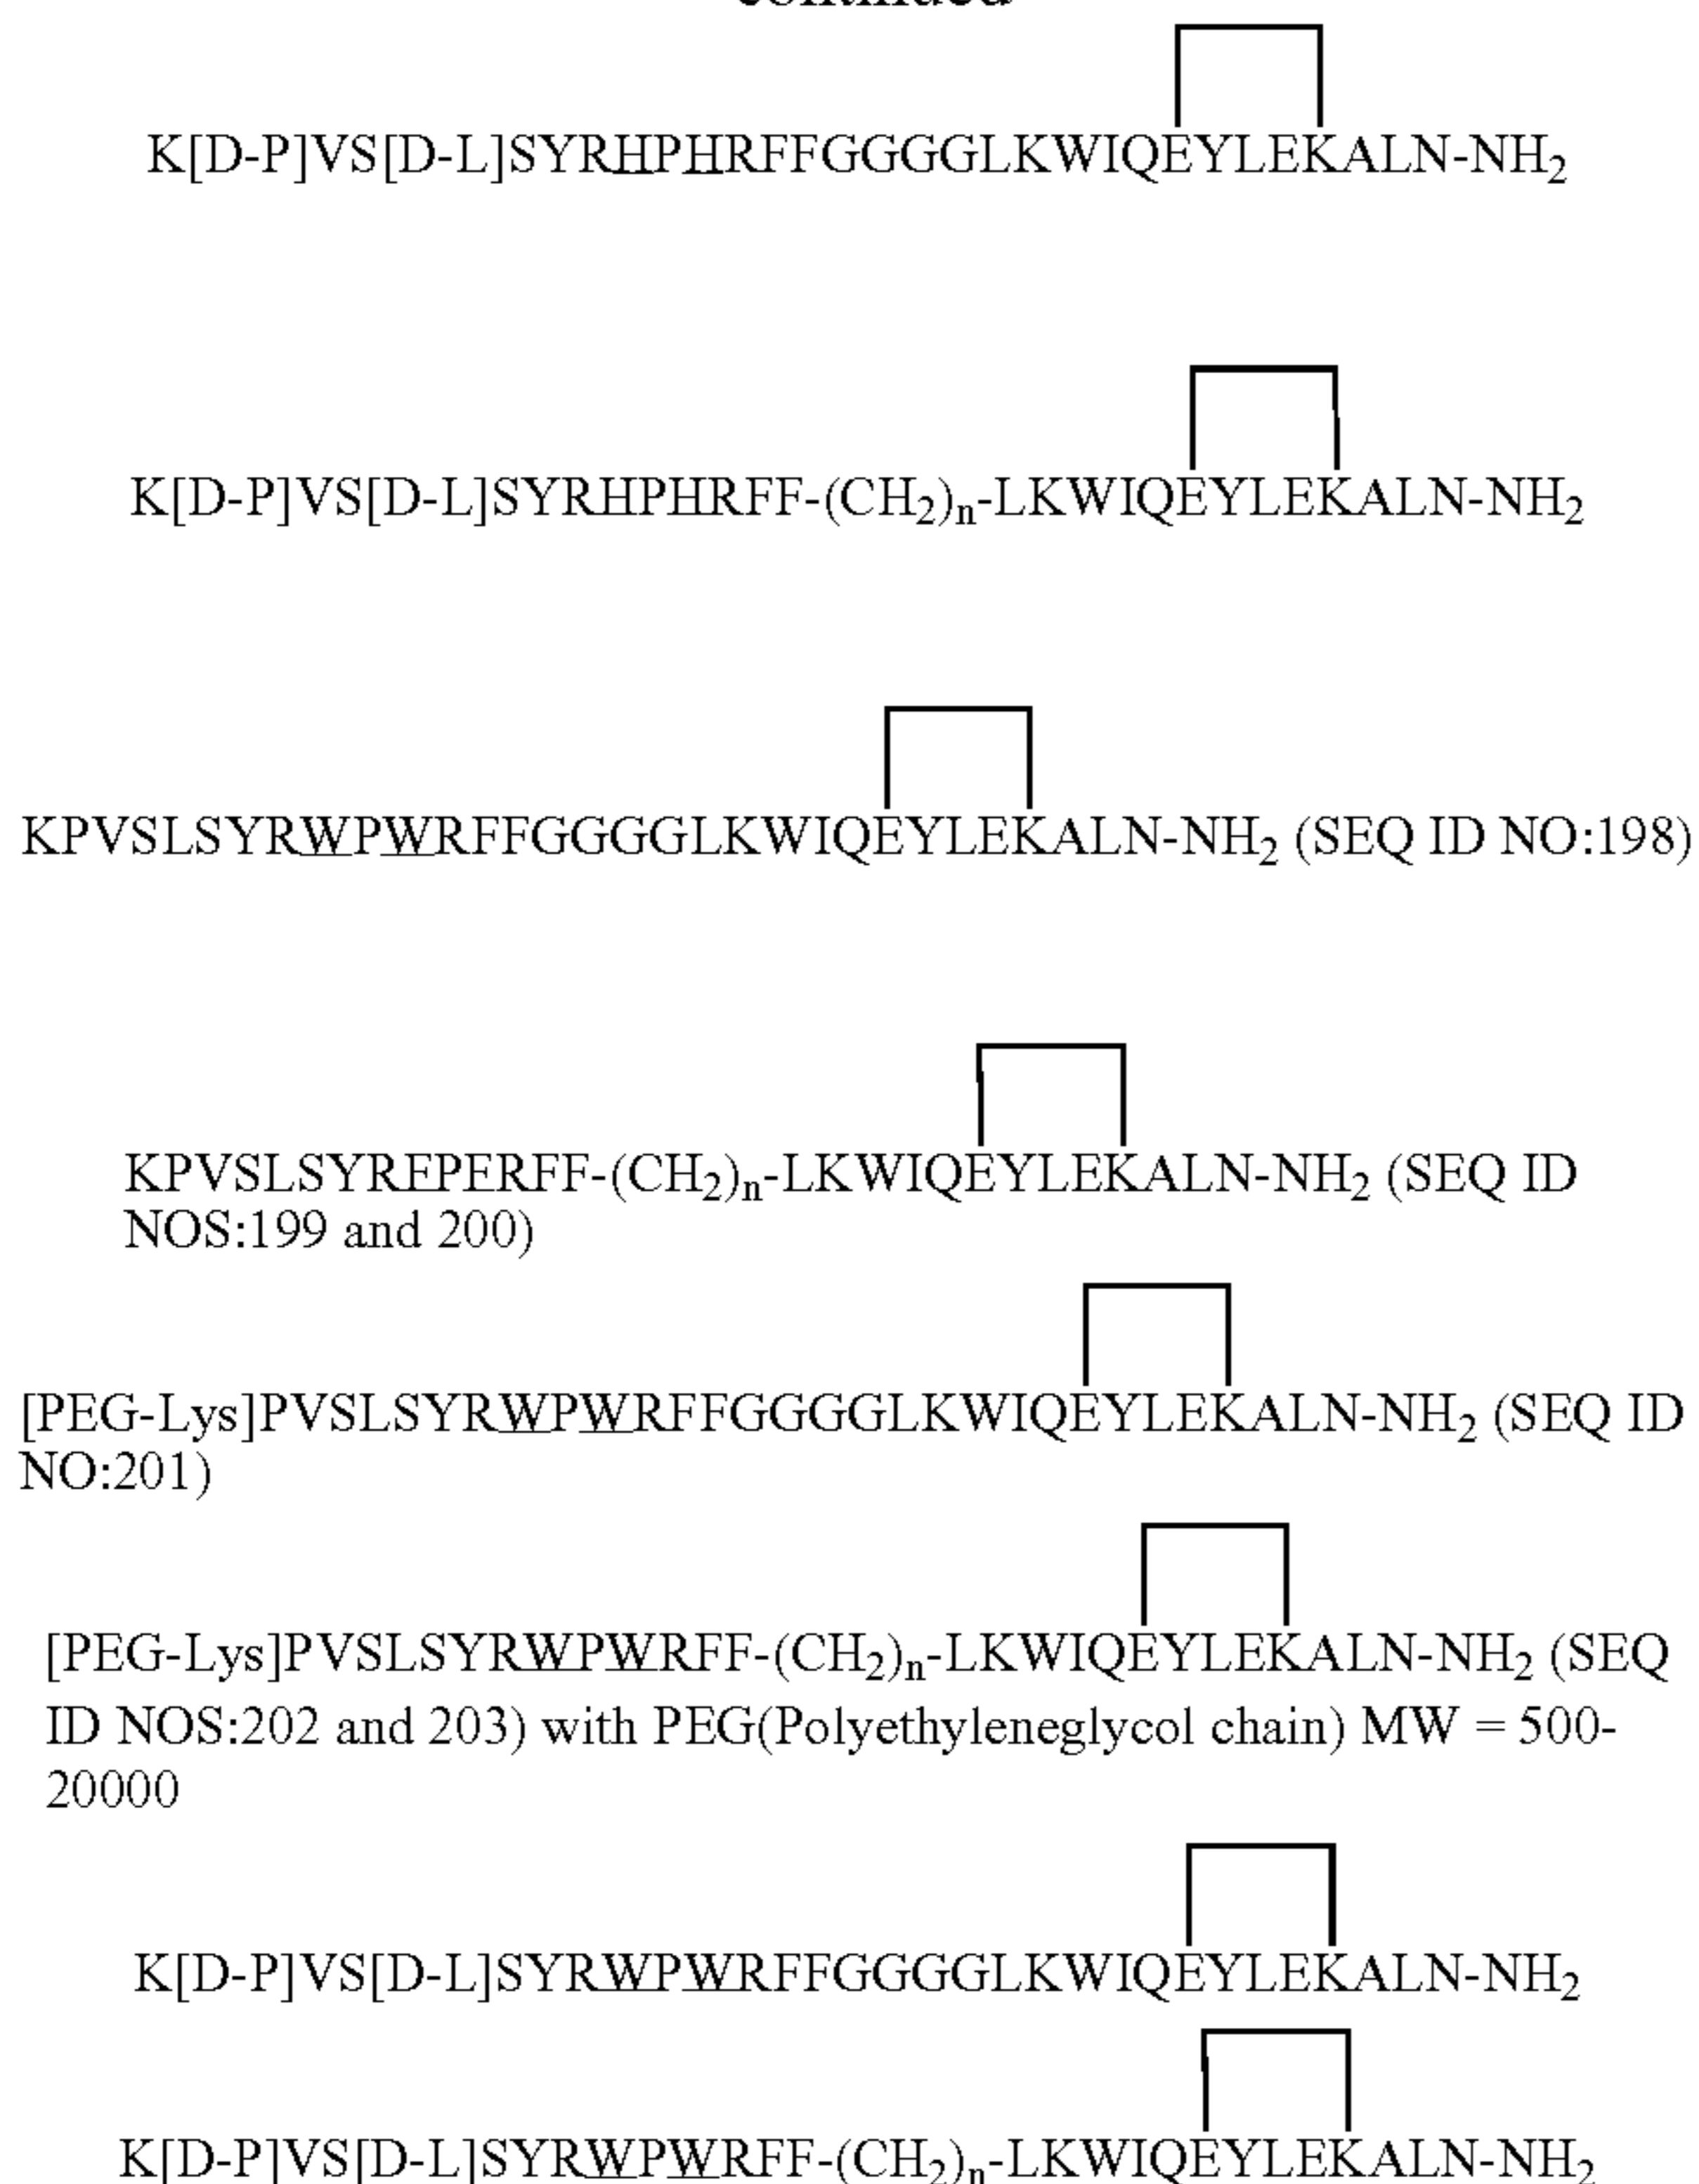 continued
K[D-P]VS[D-L]SYRHPHRFFGGGGLKWIQEYLEKALN-NH₂
K[D-P]VS[D-L]SYRHPHRFF-(CH₂)ₙ-LKWIQEYLEKALN-NH₂
KPVSLSYRWPWRFFGGGGLKWIQEYLEKALN-NH₂ (SEQ ID NO:198)
KPVSLSYREPERFF-(CH₂)ₙ-LKWIQEYLEKALN-NH₂ (SEQ ID
NOS:199 and 200)
[PEG-Lys]PVSLSYRWPWRFFGGGGLKWIQEYLEKALN-NH₂ (SEQ ID
NO:201)
[PEG-Lys]PVSLSYRWPWRFF-(CH₂)ₙ-LKWIQEYLEKALN-NH₂ (SEQ
ID NOS:202 and 203) with PEG(Polyethyleneglycol chain) MW = 500-
20000
K[D-P]VS[D-L]SYRWPWRFFGGGGLKWIQEYLEKALN-NH₂
K[D-P]VS[D-L]SYRWPWRFF-(CH₂)ₙ-LKWIQEYLEKALN-NH₂